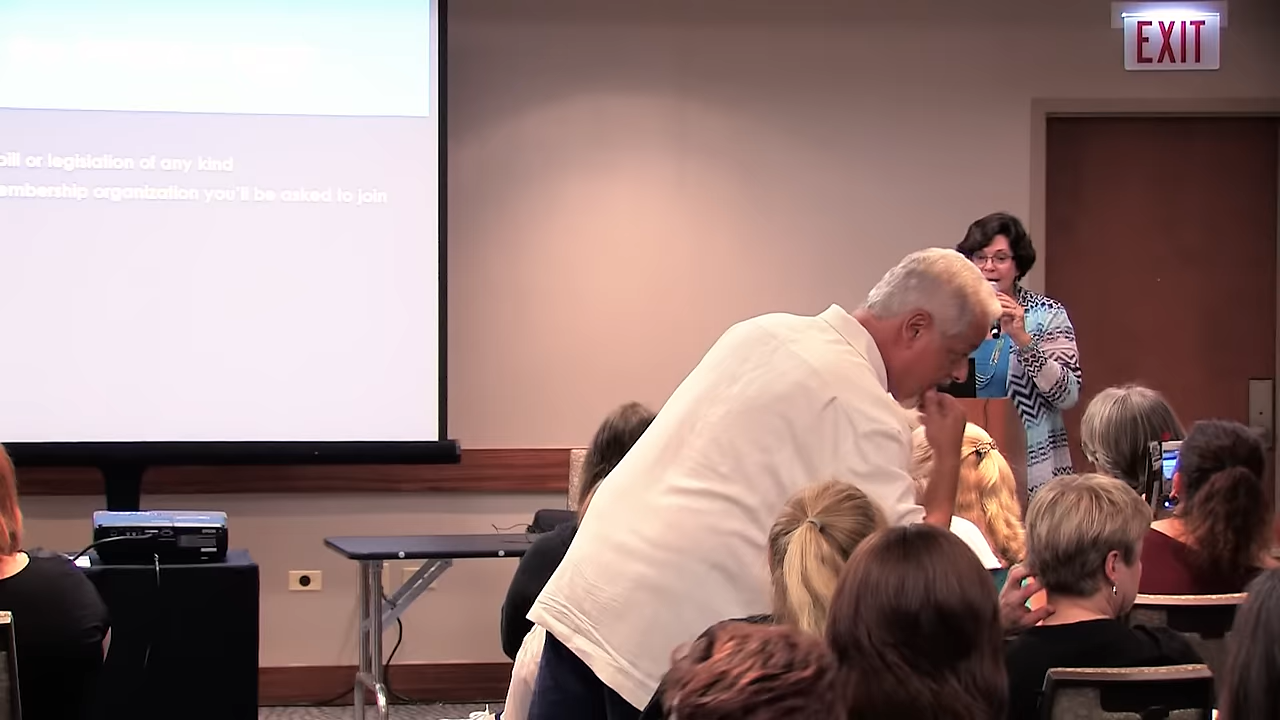 bill or legislation of any kind
embership organization you'll be asked to join
EXIT